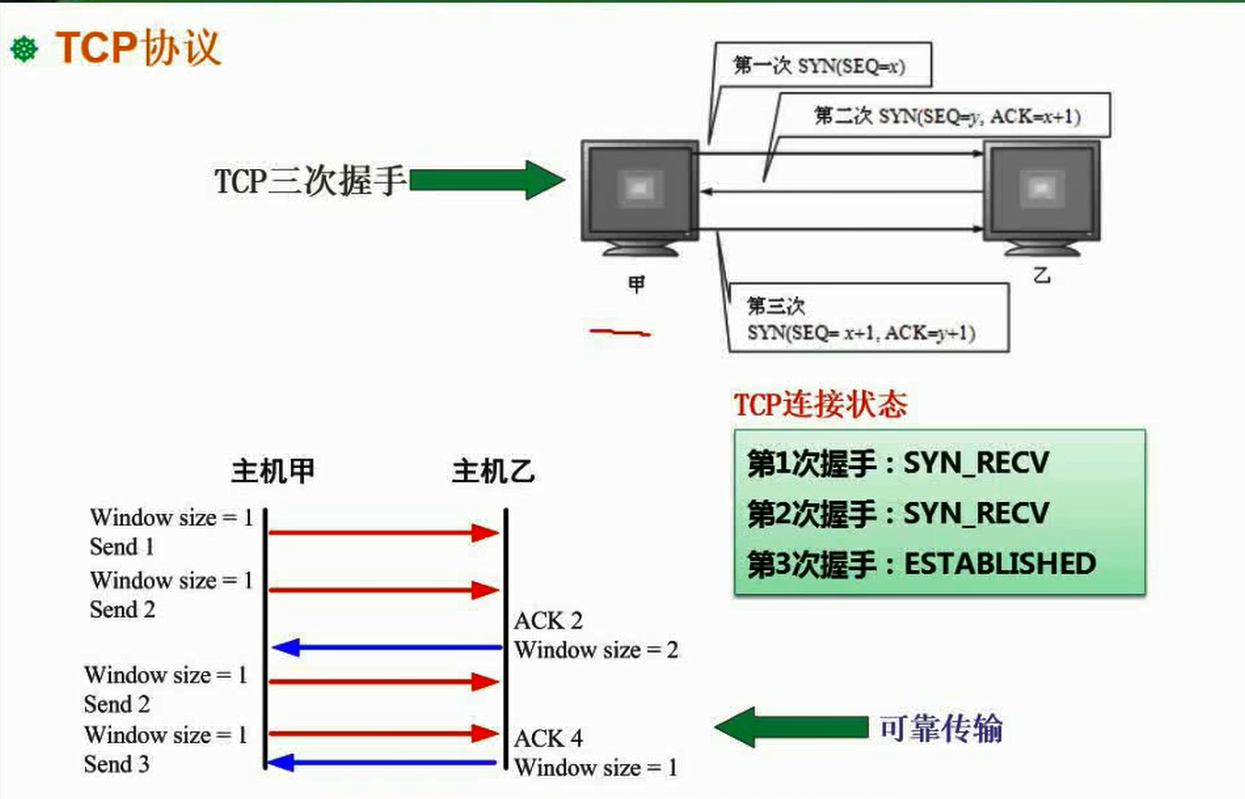 TCP协议
第一次 SYN(SEQ=x)
第二次 SYN(SEQ=y, ACK=x+1)
TCP三次握手
甲
乙
第三次
SYN(SEQ= x+1, ACK=y+1)
TCP连接状态
第1次握手：SYN_RECV
第2次握手：SYN_RECV
第3次握手：ESTABLISHED
主机甲
主机乙
Window size = 1
Send 1
Window size = 1
Send 2
ACK 2
Window size = 2
Window size = 1
Send 2
Window size = 1
Send 3
ACK 4
Window size = 1
可靠传输